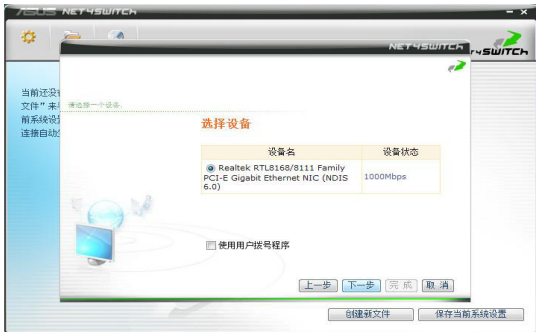 ASUS NET4SWITCH
NET4SWITCH
4SWITCH
当前还没
文件"来
前系统设
连接自动
请选择一个设备.
选择设备
设备名 设备状态
Realtek RTL8168/8111 Family
PCI-E Gigabit Ethernet NIC (NDIS
6.0)
1000Mbps
使用用户拨号程序
上一步 下一步 完 成 取 消
创建新文件 保存当前系统设置